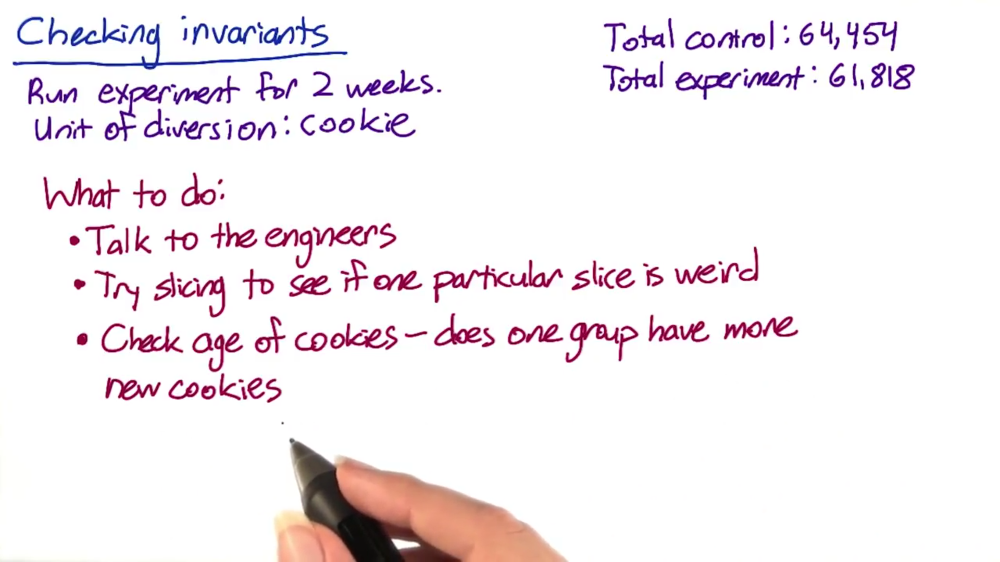 Checking invariants
Run experiment for 2 weeks.
Unit of diversion: cookie
Total control: 64,454
Total experiment: 61,818
What to do:
• Talk to the engineers
• Try slicing to see if one particular slice is weird
• Check age of cookies – does one group have more
new cookies